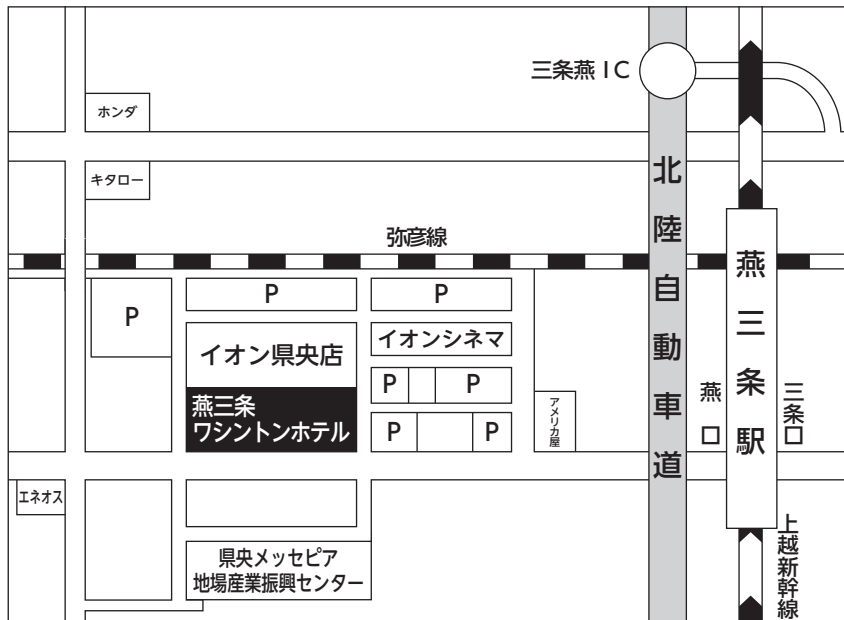 三条燕IC
ホンダ
キタロー
弥彦線
北陸自動車道
燕三条駅
P
P
P
イオン県央店
イオンシネマ
燕三条
ワシントンホテル
P
P
P
P
アメリカ屋
燕口
三条口
エネオス
県央メッセピア
地場産業振興センター
上越新幹線